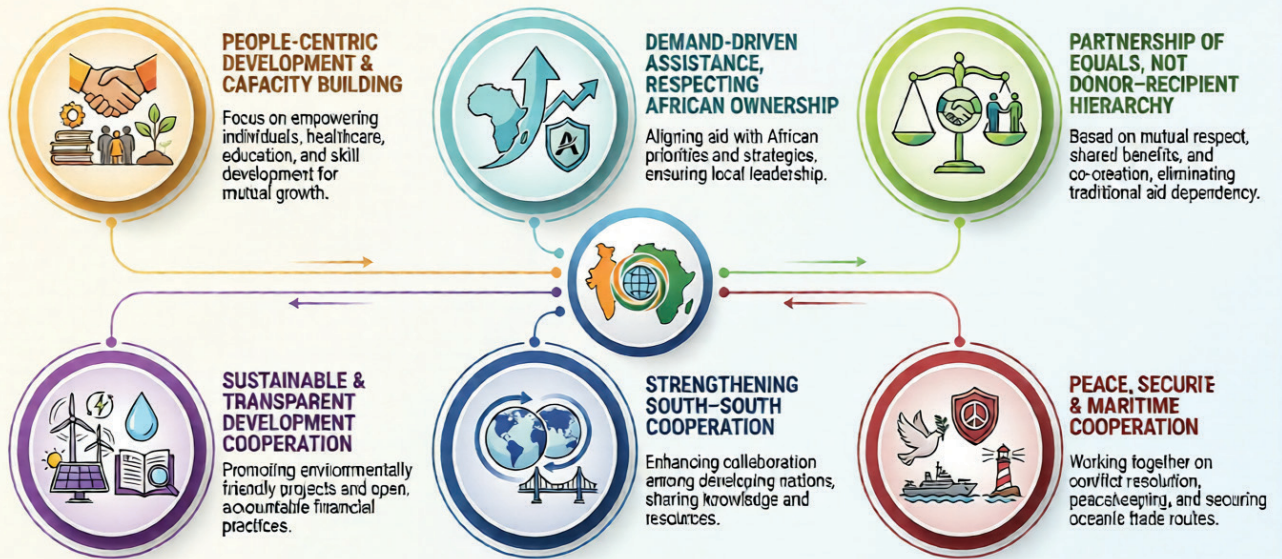 PEOPLE-CENTRIC
DEVELOPMENT &
CAFACITY BUILDING
Focus on empowering
individuals, healthcare,
education, and skill
development for
mutual growth.
DEMAND-DRIVEN
ASSISTANCE,
RESPECTING
AFRICAN OWNERSHIP
Aligning aid with African
priorities and strategies,
ensuring local leadership.
A
PARTNERSHIP OF
EQUALS, NOT
DONOR–RECIPIENT
HIERARCHY
Based on mutual respect,
shared benefits, and
co-creation, eliminating
traditional aid dependency.
SUSTAINABLE &
TRANSPARENT
DEVELOPMENT
COOPERATION
Promoting environmentally
friendly projects and open,
accountable financial
practices.
STRENGTHENING
SOUTH–SOUTH
COOPERATION
Enhancing collaboration
among developing nations,
sharing knowledge and
resources.
PEACE, SECURIE
& MARITIME
COOPERATION
Working together on
conflict resolution,
peacekeeping, and securing
oceanic trade routes.